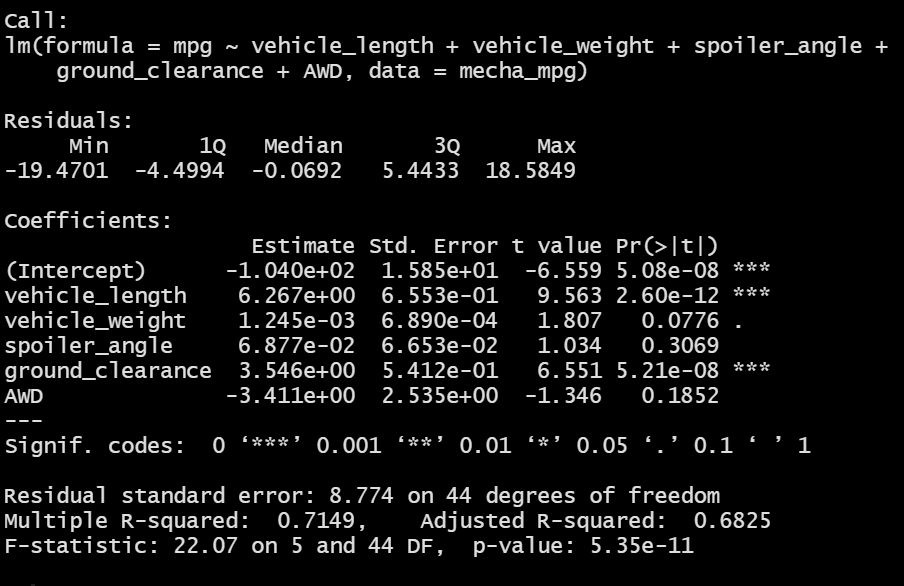 Call:
lm(formula = mpg ~ vehicle_length + vehicle_weight + spoiler_angle +
    ground_clearance + AWD, data = mecha_mpg)

Residuals:
     Min       1Q   Median       3Q      Max
-19.4701  -4.4994  -0.0692   5.4433  18.5849

Coefficients:
                   Estimate Std. Error t value Pr(>|t|)
(Intercept)      -1.040e+02  1.585e+01  -6.559 5.08e-08 ***
vehicle_length    6.267e+00  6.553e-01   9.563 2.60e-12 ***
vehicle_weight    1.245e-03  6.890e-04   1.807   0.0776 .
spoiler_angle     6.877e-02  6.653e-02   1.034   0.3069
ground_clearance  3.546e+00  5.412e-01   6.551 5.21e-08 ***
AWD              -3.411e+00  2.535e+00  -1.346   0.1852
---
Signif. codes:  0 ‘***’ 0.001 ‘**’ 0.01 ‘*’ 0.05 ‘.’ 0.1 ‘ ’ 1

Residual standard error: 8.774 on 44 degrees of freedom
Multiple R-squared:  0.7149,    Adjusted R-squared:  0.6825
F-statistic: 22.07 on 5 and 44 DF,  p-value: 5.35e-11